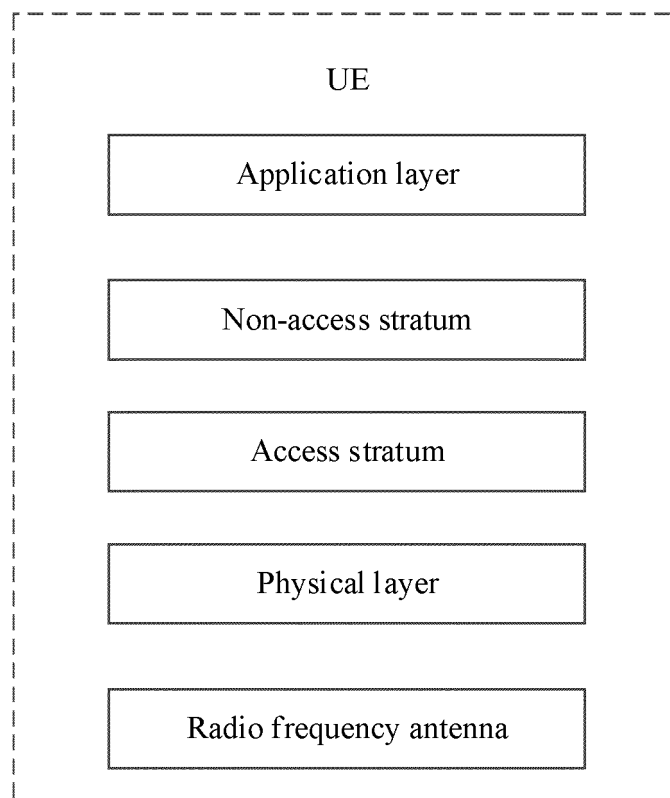 UE
Application layer
Non-access stratum
Access stratum
Physical layer
Radio frequency antenna